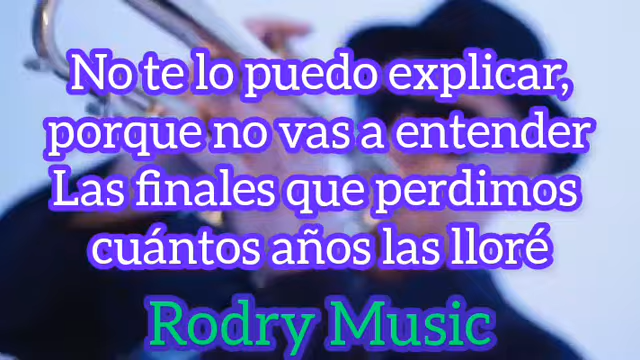 No te lo puedo explicar,
porque no vas a entender
Las finales que perdimos
cuántos años las lloré
Rodry Music